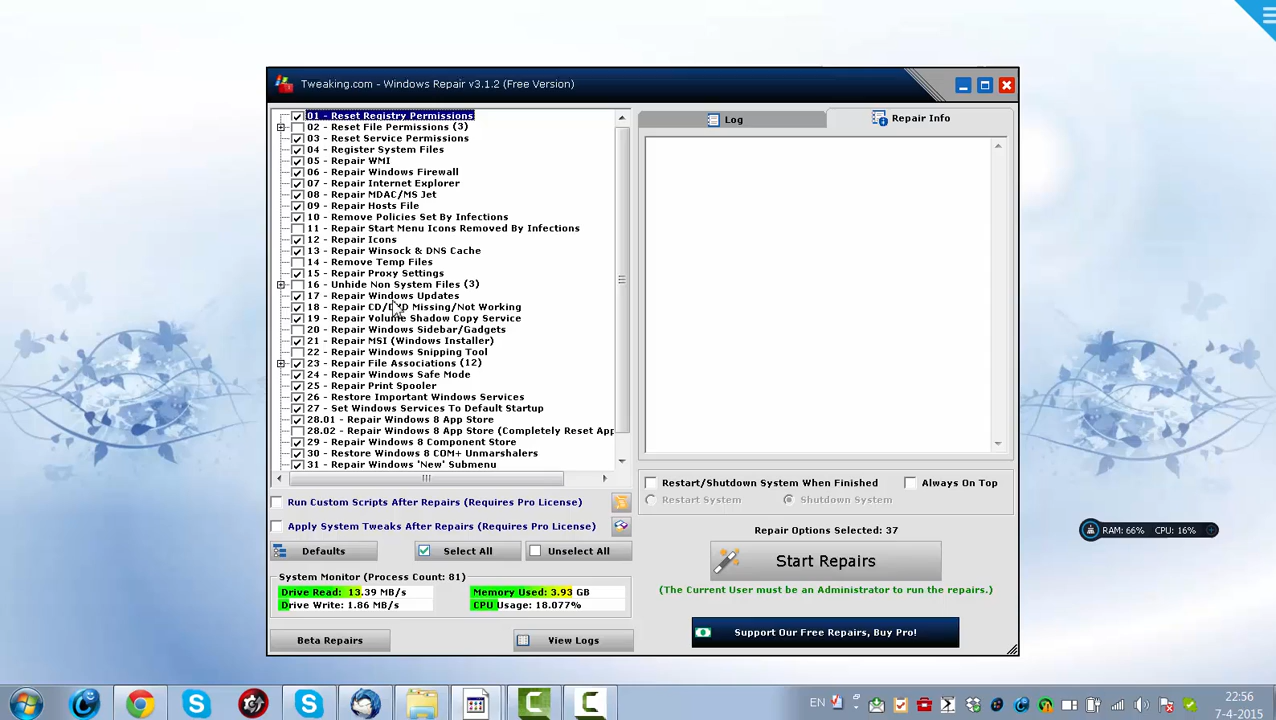 Tweaking.com - Windows Repair v3.1.2 (Free Version)
01 - Reset Registry Permissions
02 - Reset File Permissions (3)
03 - Reset Service Permissions
04 - Register System Files
05 - Repair WMI
06 - Repair Windows Firewall
07 - Repair Internet Explorer
08 - Repair MDAC/MS Jet
09 - Repair Hosts File
10 - Remove Policies Set By Infections
11 - Repair Start Menu Icons Removed By Infections
12 - Repair Icons
13 - Repair Winsock & DNS Cache
14 - Remove Temp Files
15 - Repair Proxy Settings
16 - Unhide Non System Files (3)
17 - Repair Windows Updates
18 - Repair CD/DVD Missing/Not Working
19 - Repair Volume Shadow Copy Service
20 - Repair Windows Sidebar/Gadgets
21 - Repair MSI (Windows Installer)
22 - Repair Windows Snipping Tool
23 - Repair File Associations (12)
24 - Repair Windows Safe Mode
25 - Repair Print Spooler
26 - Restore Important Windows Services
27 - Set Windows Services To Default Startup
28.01 - Repair Windows 8 App Store
28.02 - Repair Windows 8 App Store (Completely Reset App
29 - Repair Windows 8 Component Store
30 - Restore Windows 8 COM+ Unmarshalers
31 - Repair Windows 'New' Submenu
Run Custom Scripts After Repairs (Requires Pro License)
Apply System Tweaks After Repairs (Requires Pro License)
Defaults
Select All
Unselect All
System Monitor (Process Count: 81)
Drive Read: 13.39 MB/s
Memory Used: 3.93 GB
Drive Write: 1.86 MB/s
CPU Usage: 18.077%
Beta Repairs
View Logs
Log
Repair Info
Restart/Shutdown System When Finished
Always On Top
Restart System
Shutdown System
Repair Options Selected: 37
Start Repairs
(The Current User must be an Administrator to run the repairs.)
Support Our Free Repairs, Buy Pro!
RAM: 66% CPU: 16%
EN
22:56
7-4-2015